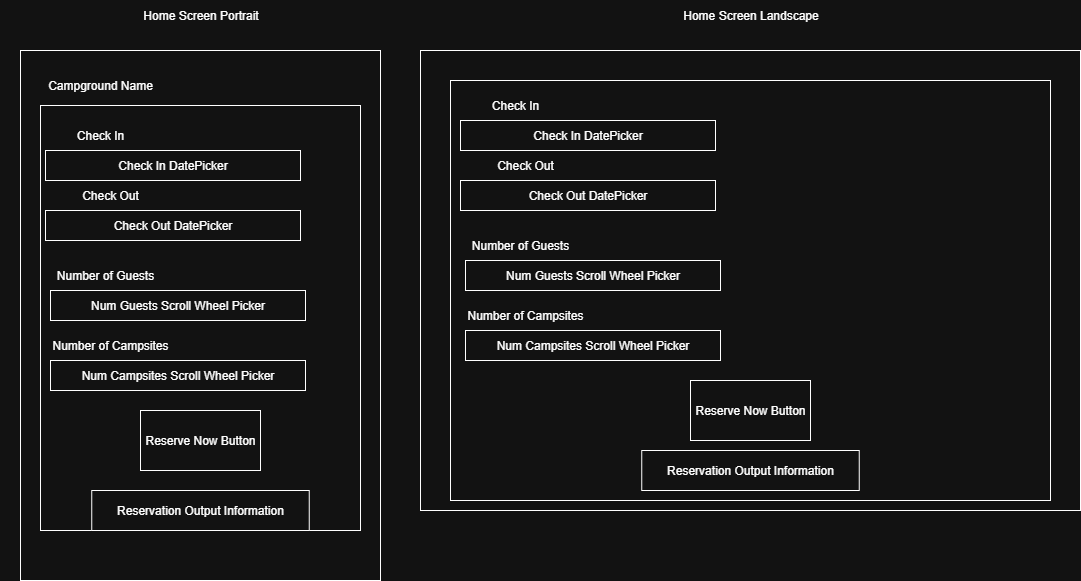 Home Screen Portrait
Campground Name
Check In
Check In DatePicker
Check Out
Check Out DatePicker
Number of Guests
Num Guests Scroll Wheel Picker
Number of Campsites
Num Campsites Scroll Wheel Picker
Reserve Now Button
Reservation Output Information
Home Screen Landscape
Check In
Check In DatePicker
Check Out
Check Out DatePicker
Number of Guests
Num Guests Scroll Wheel Picker
Number of Campsites
Num Campsites Scroll Wheel Picker
Reserve Now Button
Reservation Output Information